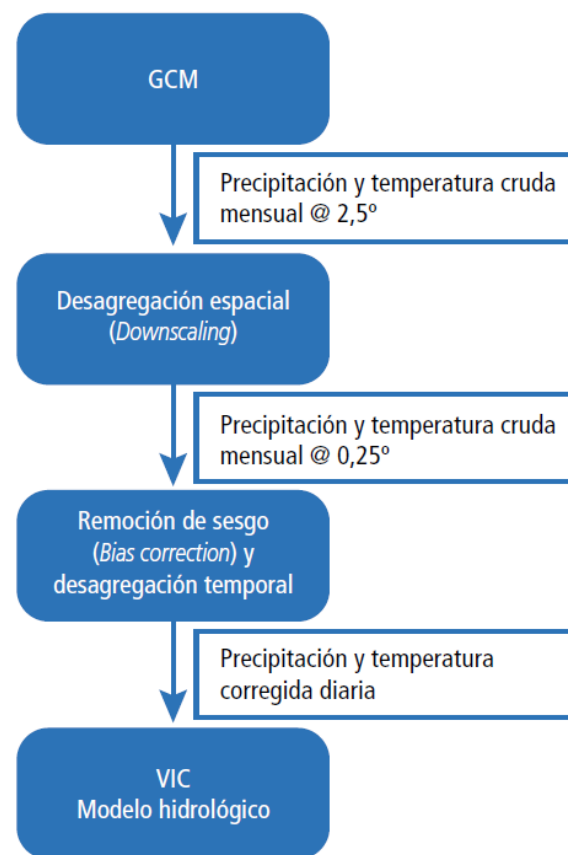 GCM
Precipitación y temperatura cruda
mensual @ 2,5º
Desagregación espacial
(Downscaling)
Precipitación y temperatura cruda
mensual @ 0,25º
Remoción de sesgo
(Bias correction) y
desagregación temporal
Precipitación y temperatura
corregida diaria
VIC
Modelo hidrológico